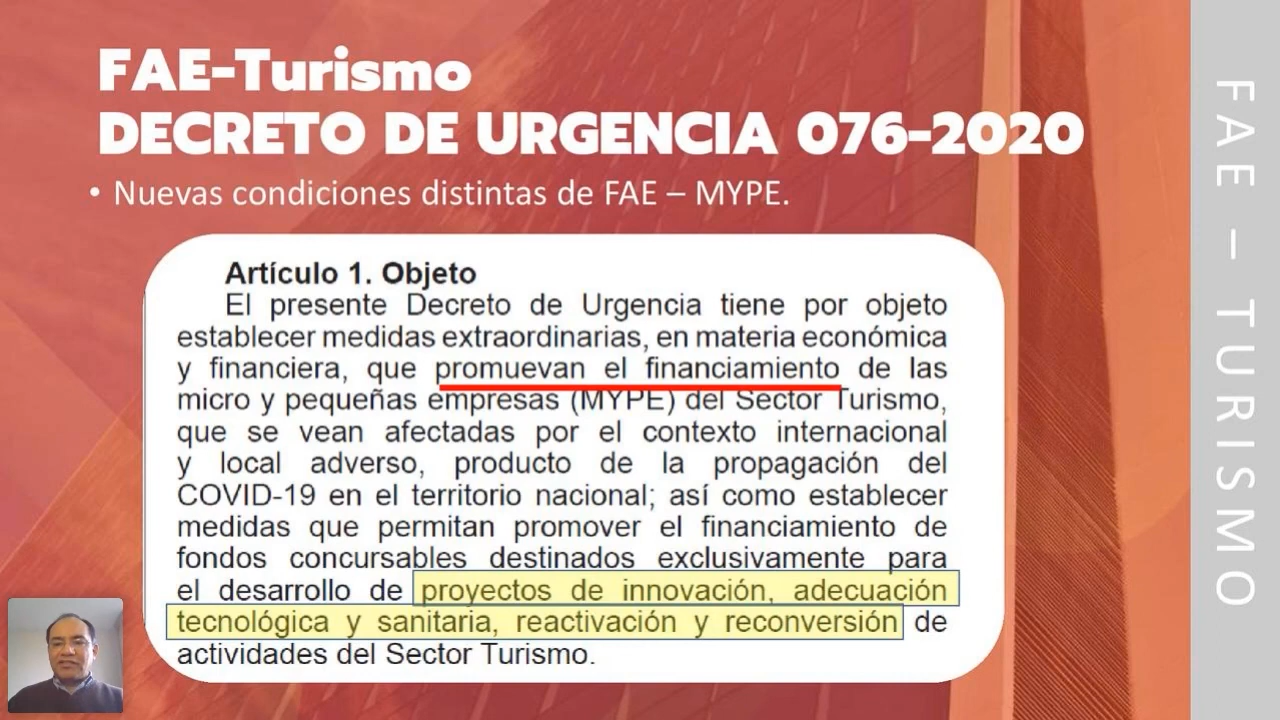 FAE-Turismo
DECRETO DE URGENCIA 076-2020
• Nuevas condiciones distintas de FAE – MYPE.
Artículo 1. Objeto
El presente Decreto de Urgencia tiene por objeto
establecer medidas extraordinarias, en materia económica
y financiera, que promuevan el financiamiento de las
micro y pequeñas empresas (MYPE) del Sector Turismo,
que se vean afectadas por el contexto internacional
y local adverso, producto de la propagación del
COVID-19 en el territorio nacional; así como establecer
medidas que permitan promover el financiamiento de
fondos concursables destinados exclusivamente para
el desarrollo de proyectos de innovación, adecuación
tecnológica y sanitaria, reactivación y reconversión de
actividades del Sector Turismo.
FAE – TURISMO